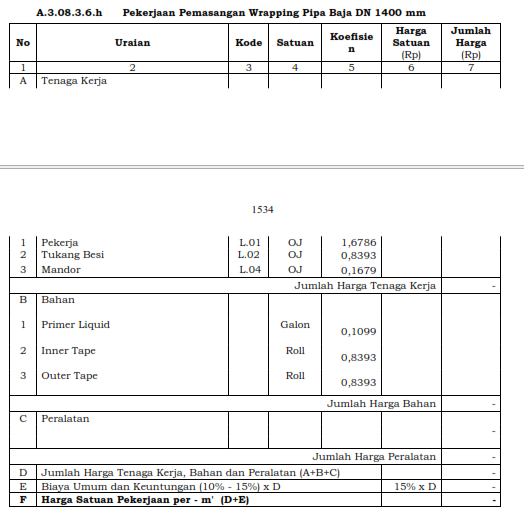 A.3.08.3.6.h Pekerjaan Pemasangan Wrapping Pipa Baja DN 1400 mm
No Uraian Kode Satuan Koefisie n Harga Satuan (Rp) Jumlah Harga (Rp)
1 2 3 4 5 6 7
A Tenaga Kerja
1534
1 Pekerja L.01 OJ 1,6786
2 Tukang Besi L.02 OJ 0,8393
3 Mandor L.04 OJ 0,1679
Jumlah Harga Tenaga Kerja -
B Bahan
1 Primer Liquid Galon 0,1099
2 Inner Tape Roll 0,8393
3 Outer Tape Roll 0,8393
Jumlah Harga Bahan -
C Peralatan
-
Jumlah Harga Peralatan -
D Jumlah Harga Tenaga Kerja, Bahan dan Peralatan (A+B+C) -
E Biaya Umum dan Keuntungan (10% - 15%) x D 15% x D -
F Harga Satuan Pekerjaan per - m' (D+E) -